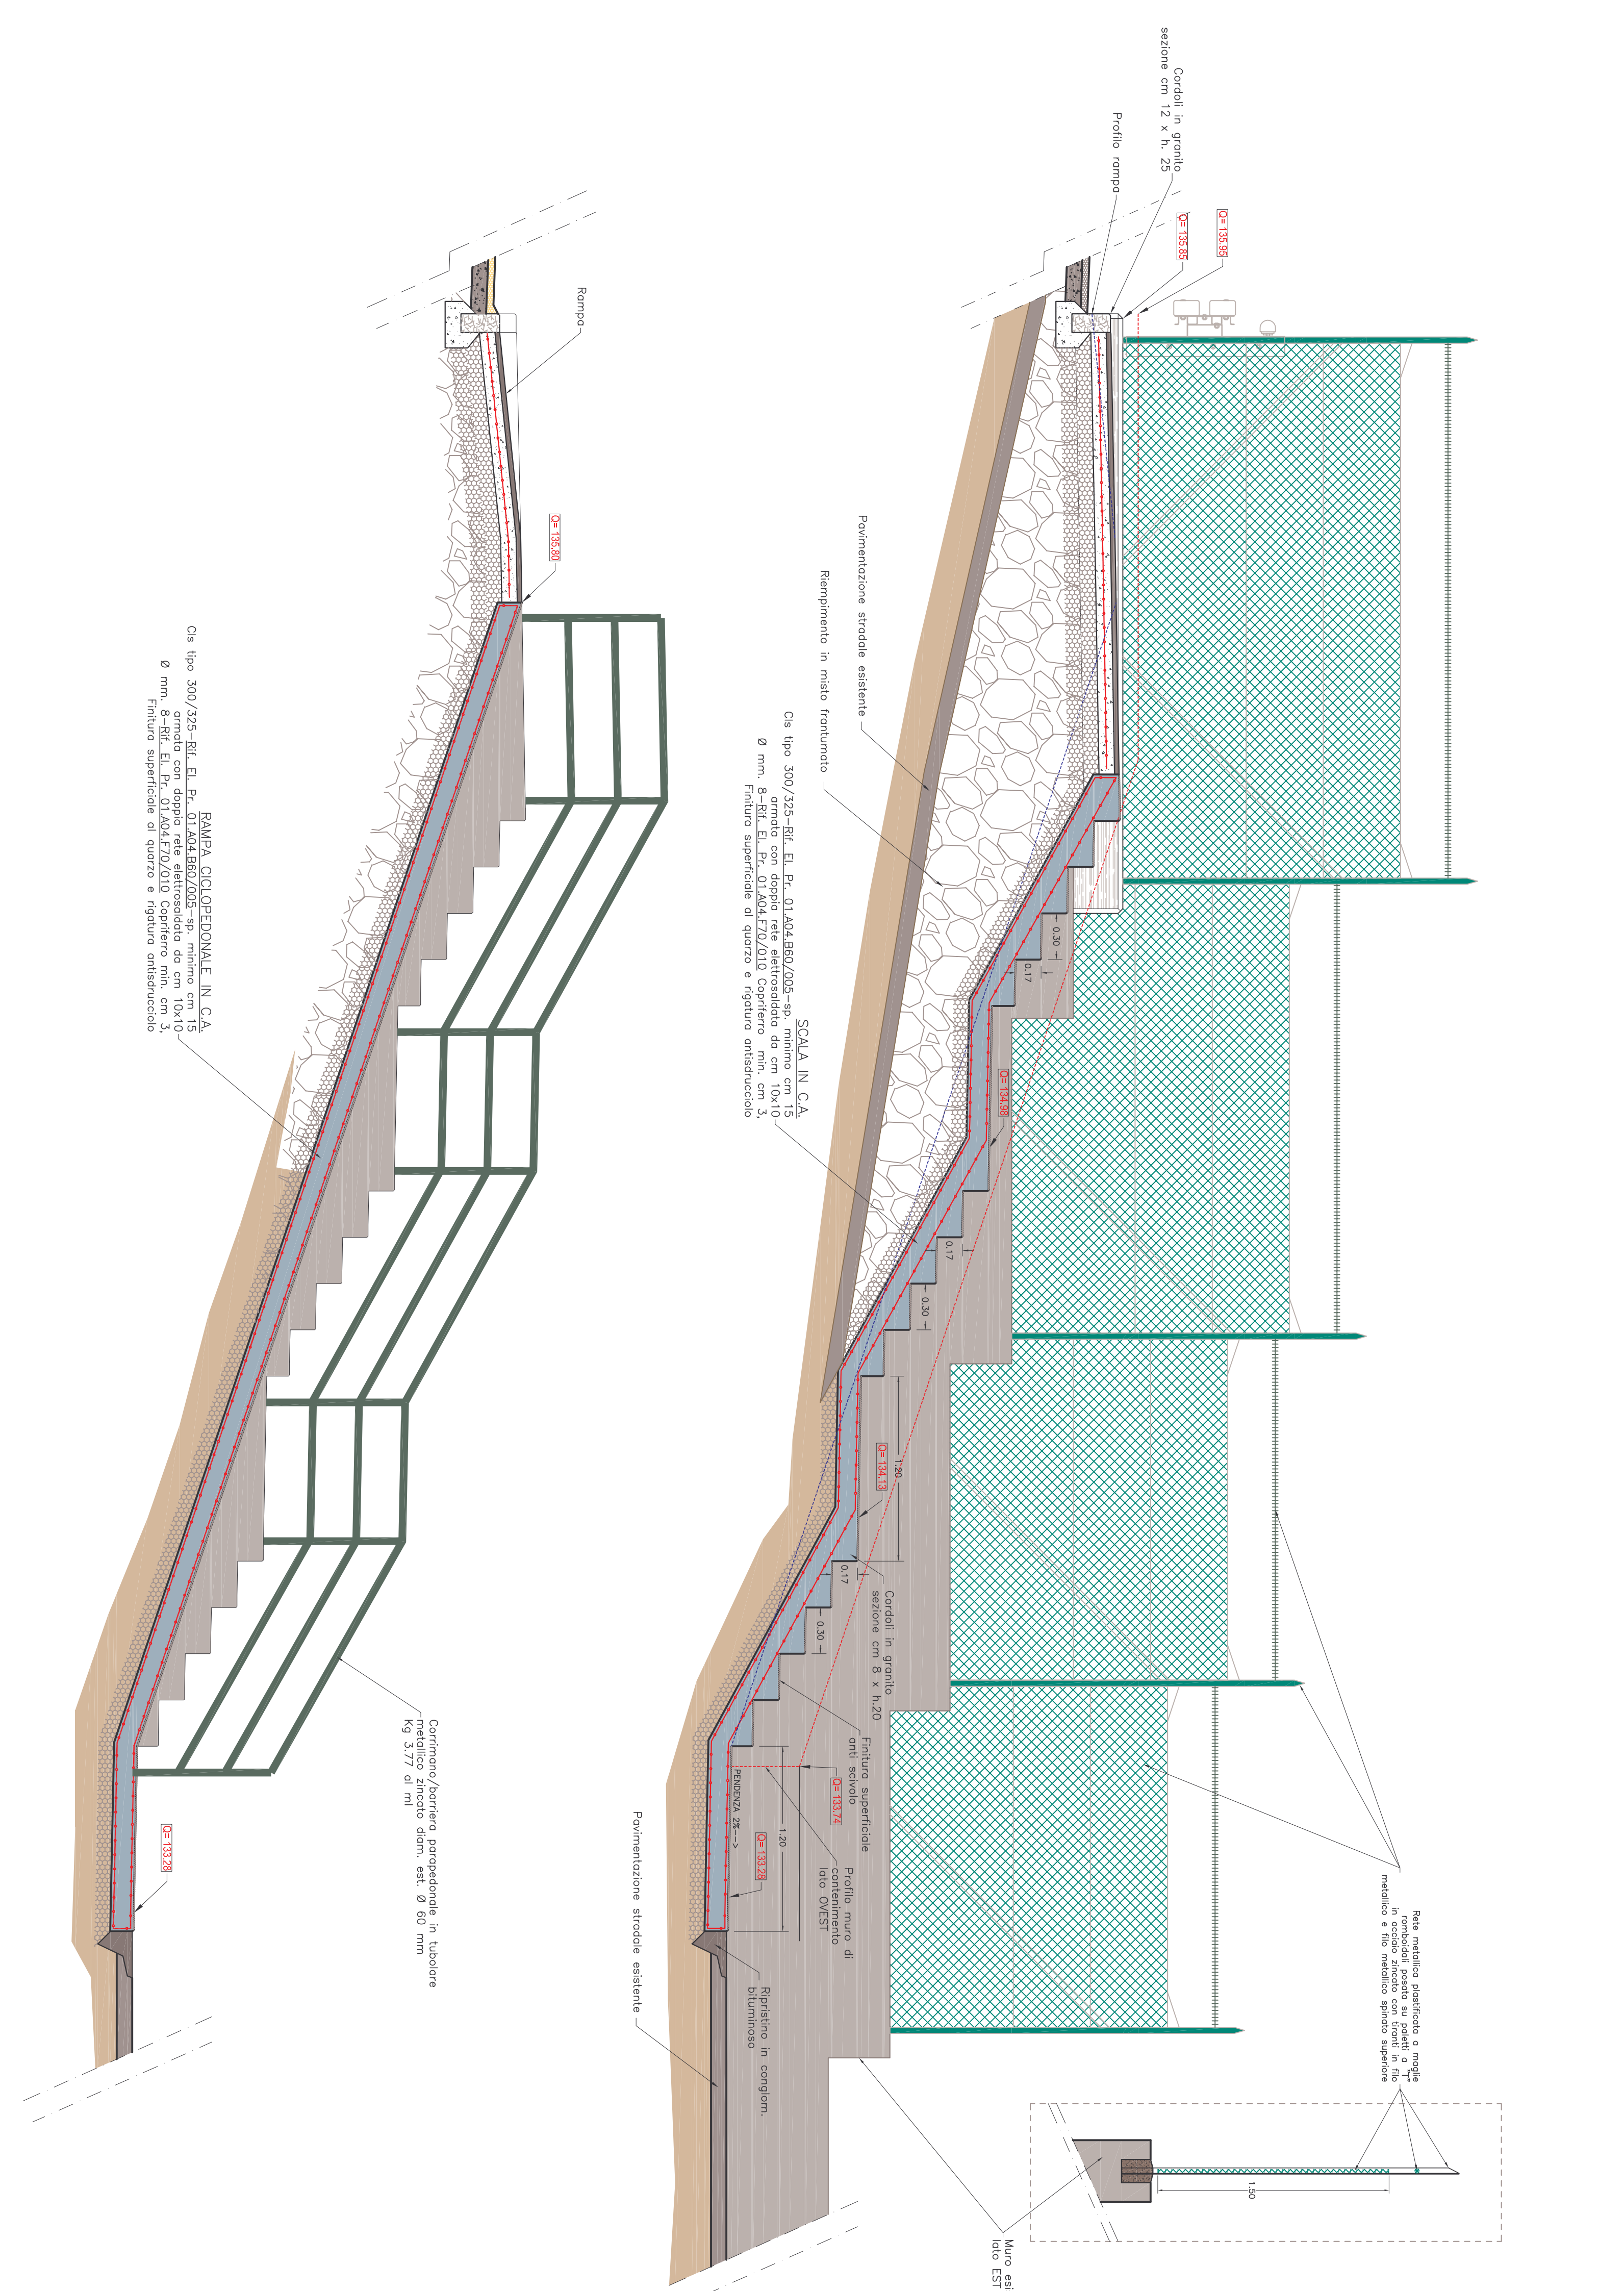 Cordoli in granito
sezione cm 12 x h. 25
Profilo rampa
Q= 135.95
Q= 135.85
Pavimentazione stradale esistente
Riempimento in misto frantumato
SCALA IN C.A.
Cls tipo 300/325-Rif. El. Pr. 01.A04.B60/005-sp. minimo cm 15
armata con doppia rete elettrosaldata da cm 10x10
Ø mm. 8-Rif. El. Pr. 01.A04.F70/010 Copriferro min. cm 3,
Finitura superficiale al quarzo e rigatura antisdrucciolo
0.30
0.17
Q= 134.98
0.17
0.30
1.20
Q= 134.13
0.17
0.30
Cordoli in granito
sezione cm 8 x h.20
Finitura superficiale
anti scivolo
Q= 133.74
PENDENZA 2%-->
1.20
Q= 133.28
Profilo muro di
contenimento
lato OVEST
Ripristino in conglom.
bituminoso
Pavimentazione stradale esistente
Rete metallica plastificata a maglie
romboidali posata su paletti a "T"
in acciaio zincato con tiranti in filo
metallico e filo metallico spinato superiore
1.50
Muro esi
lato EST
Rampa
Q= 135.80
RAMPA CICLOPEDONALE IN C.A.
Cls tipo 300/325-Rif. El. Pr. 01.A04.B60/005-sp. minimo cm 15
armata con doppia rete elettrosaldata da cm 10x10
Ø mm. 8-Rif. El. Pr. 01.A04.F70/010 Copriferro min. cm 3,
Finitura superficiale al quarzo e rigatura antisdrucciolo
Corrimano/barriera parapedonale in tubolare
metallico zincato diam. est. Ø 60 mm
Kg 3.77 al ml
Q= 133.28